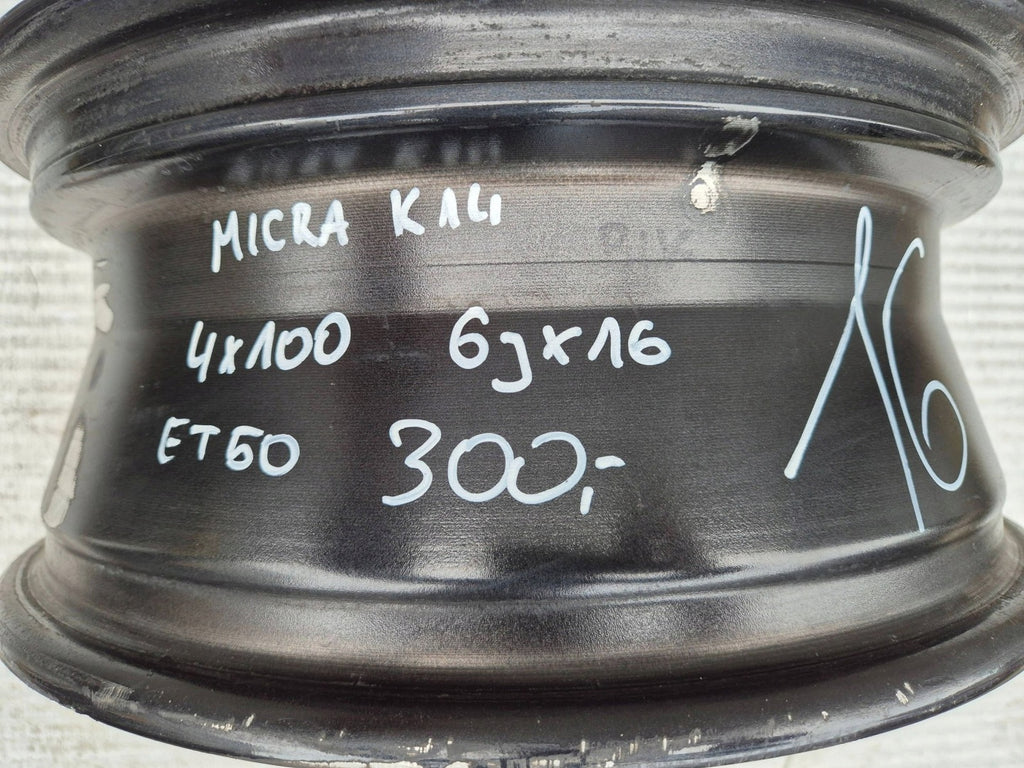 MICRA K14
4x100 6Jx16
ET50 300,-
16